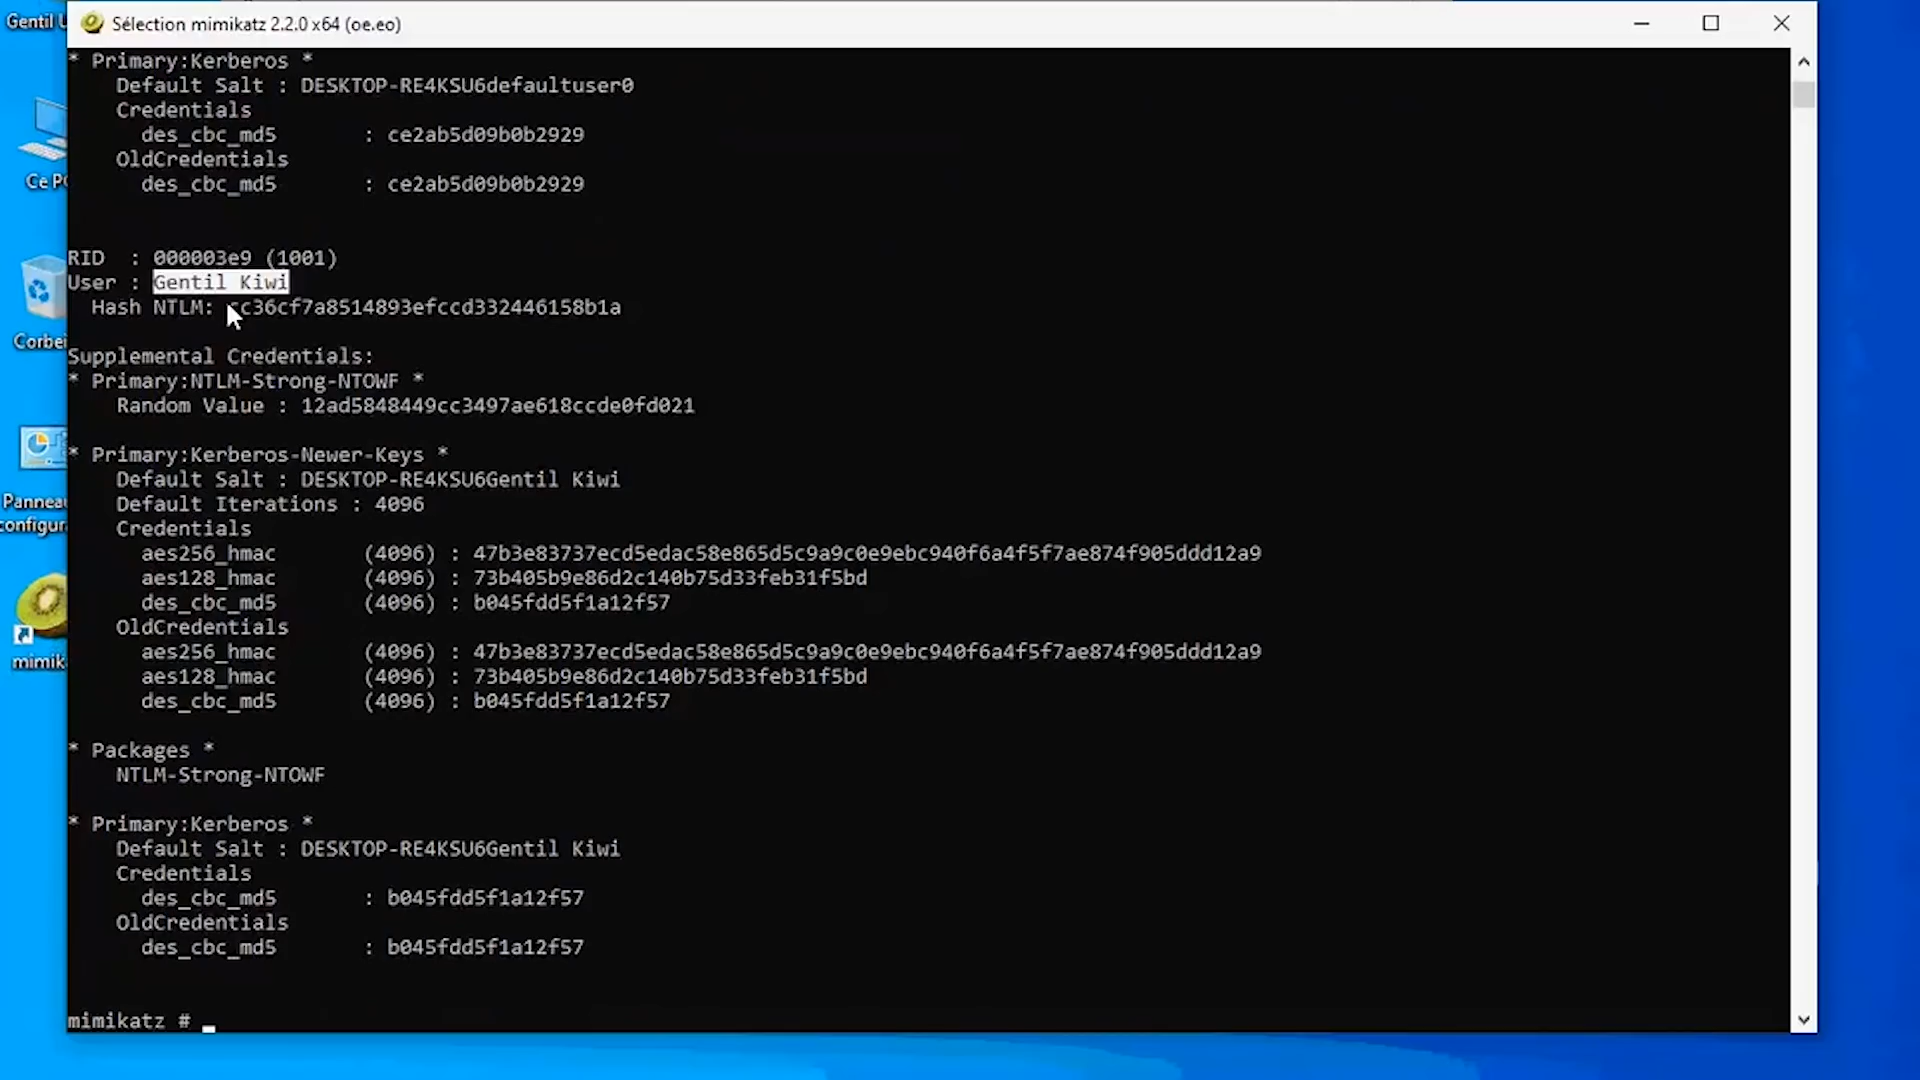 Gentil U
Ce P
Corbei
Pannea
configur
mimik
Sélection mimikatz 2.2.0 x64 (oe.eo)
* Primary:Kerberos *
Default Salt : DESKTOP-RE4KSU6defaultuser0
Credentials
des_cbc_md5 : ce2ab5d09b0b2929
OldCredentials
des_cbc_md5 : ce2ab5d09b0b2929
RID : 000003e9 (1001)
User : Gentil Kiwi
Hash NTLM: cc36cf7a8514893efccd332446158b1a
Supplemental Credentials:
* Primary:NTLM-Strong-NTOWF *
Random Value : 12ad5848449cc3497ae618ccde0fd021
* Primary:Kerberos-Newer-Keys *
Default Salt : DESKTOP-RE4KSU6Gentil Kiwi
Default Iterations : 4096
Credentials
aes256_hmac (4096) : 47b3e83737ecd5edac58e865d5c9a9c0e9ebc940f6a4f5f7ae874f905ddd12a9
aes128_hmac (4096) : 73b405b9e86d2c140b75d33feb31f5bd
des_cbc_md5 (4096) : b045fdd5f1a12f57
OldCredentials
aes256_hmac (4096) : 47b3e83737ecd5edac58e865d5c9a9c0e9ebc940f6a4f5f7ae874f905ddd12a9
aes128_hmac (4096) : 73b405b9e86d2c140b75d33feb31f5bd
des_cbc_md5 (4096) : b045fdd5f1a12f57
* Packages *
NTLM-Strong-NTOWF
* Primary:Kerberos *
Default Salt : DESKTOP-RE4KSU6Gentil Kiwi
Credentials
des_cbc_md5 : b045fdd5f1a12f57
OldCredentials
des_cbc_md5 : b045fdd5f1a12f57
mimikatz #